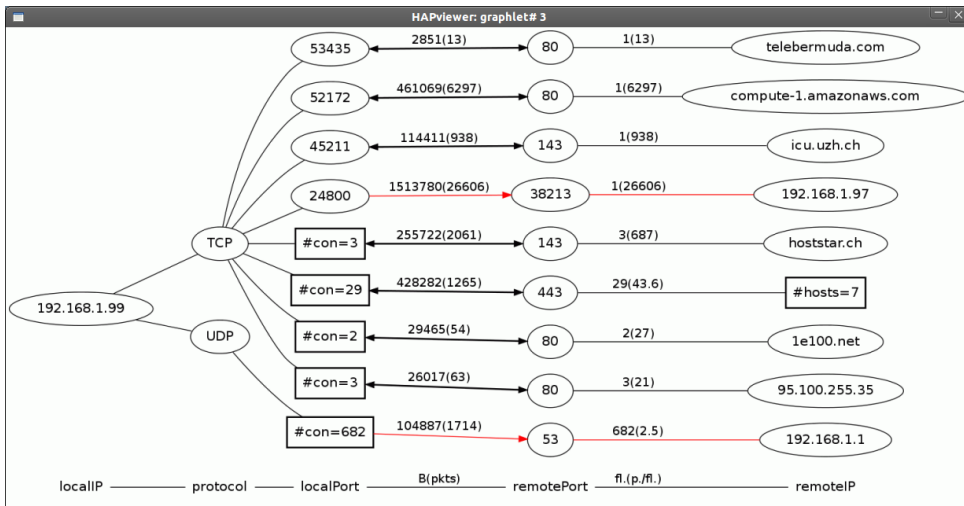 HAPviewer: graphlet# 3
53435 2851(13) 80 1(13) telebermuda.com
52172 461069(6297) 80 1(6297) compute-1.amazonaws.com
45211 114411(938) 143 1(938) icu.uzh.ch
24800 1513780(26606) 38213 1(26606) 192.168.1.97
TCP #con=3 255722(2061) 143 3(687) hoststar.ch
#con=29 428282(1265) 443 29(43.6) #hosts=7
192.168.1.99
UDP #con=2 29465(54) 80 2(27) 1e100.net
#con=3 26017(63) 80 3(21) 95.100.255.35
#con=682 104887(1714) 53 682(2.5) 192.168.1.1
localIP protocol localPort B(pkts) remotePort fl.(p./fl.) remoteIP